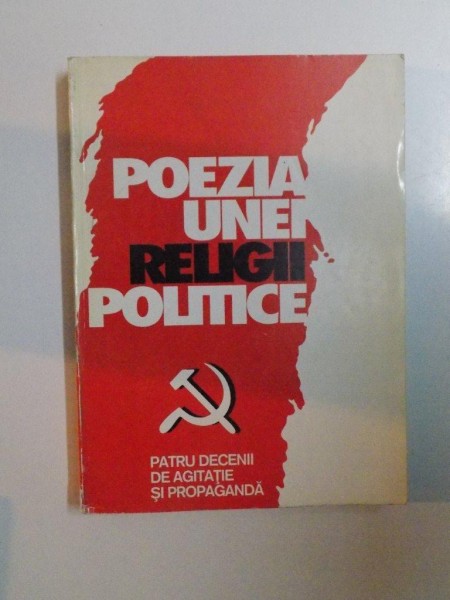 POEZIA
UNEI
RELIGII
POLITICE
PATRU DECENII
DE AGITAȚIE
ȘI PROPAGANDĂ